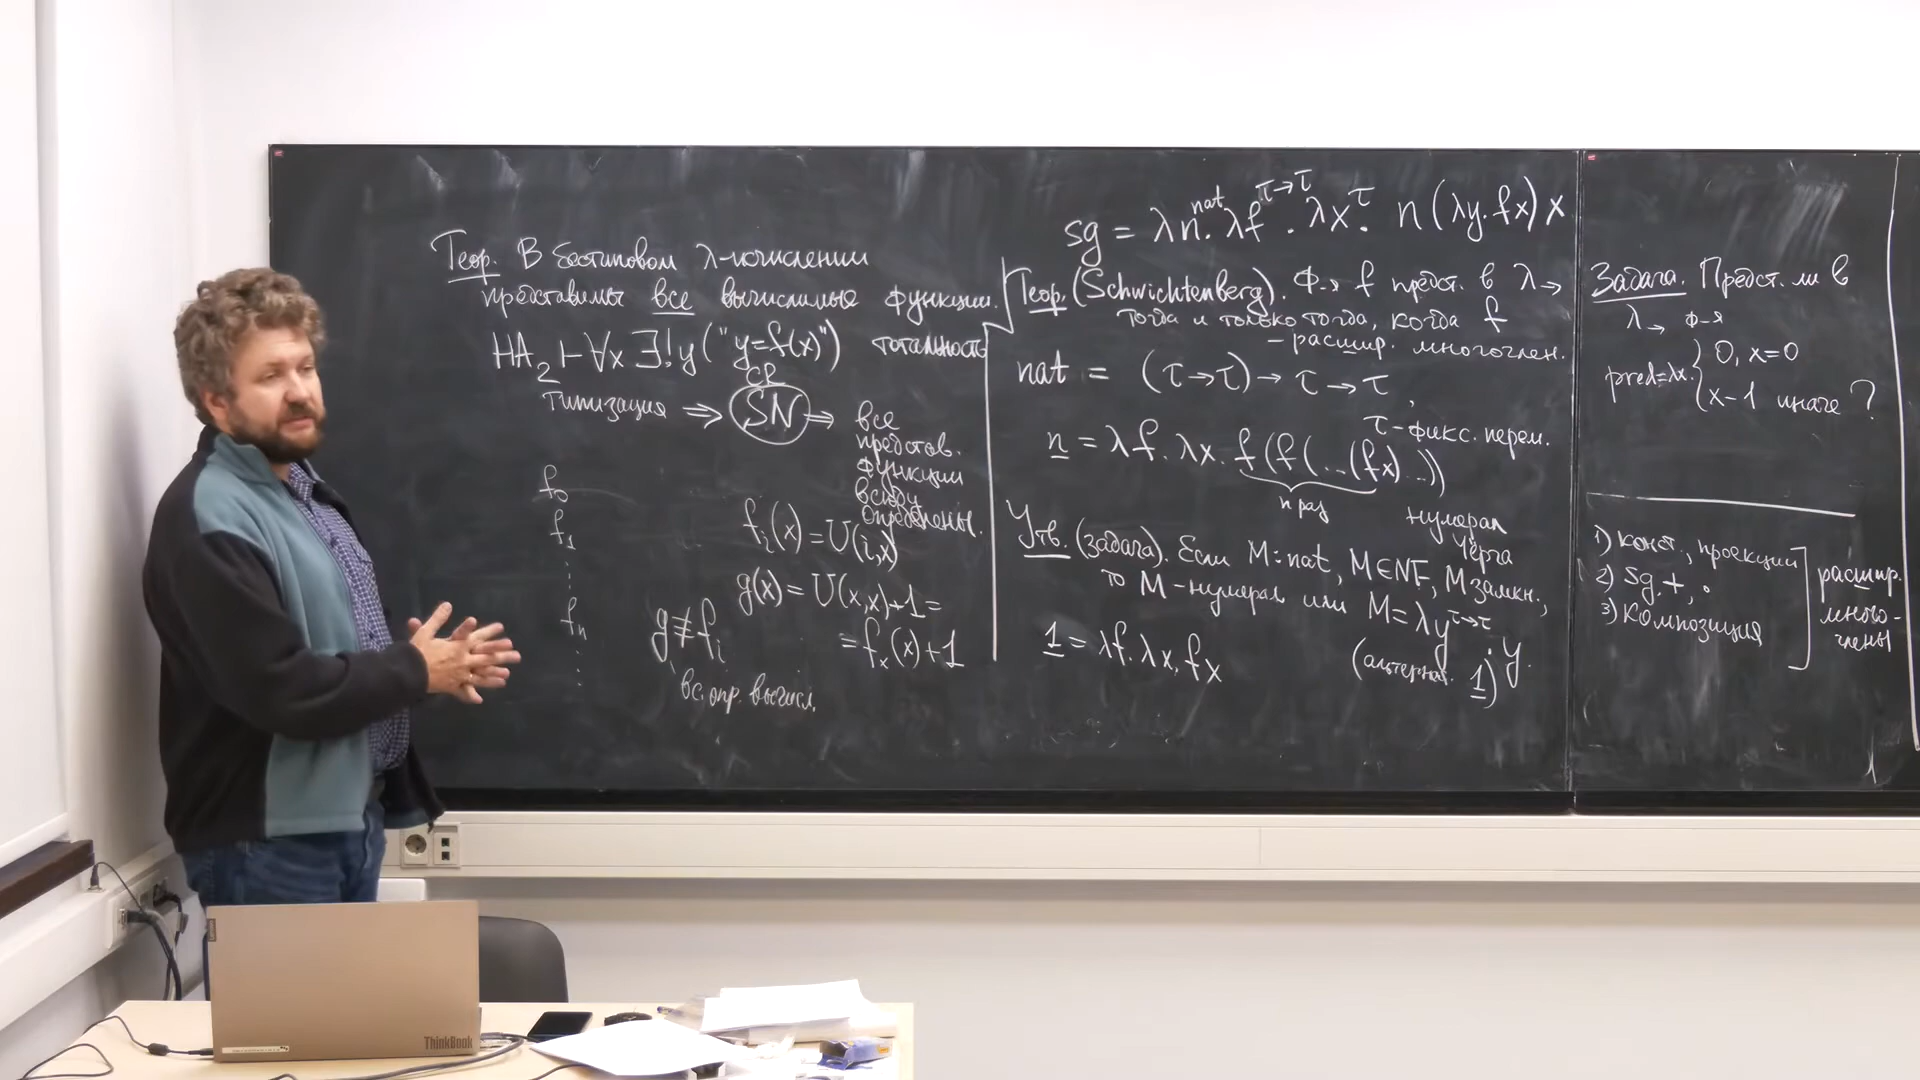 Теор. В бестиповом λ-исчислении
представимы все вычислимые функции.
HA₂ ⊢ ∀x ∃!y ("y=f(x)") тотальность
CR
типизация ⇒ SN ⇒ все
представ.
функции
всюду
определены.
f₀
f₁
⋮
fₙ
⋮
fᵢ(x) = U(i,x)
g(x) = U(x,x)+1 =
= fₓ(x)+1
g ≢ fᵢ
вс. опр. вычисл.
sg = λn^nat. λf^τ→τ. λx^τ. n(λy.fx)x
Теор. (Schwichtenberg). Ф-я f предст. в λ→
тогда и только тогда, когда f
– расшир. многочлен.
nat = (τ→τ)→τ→τ,
τ-фикс. перем.
n = λf. λx. f(f(...(fx)...))
n раз
нумерал
Чёрча
Утв. (задача). Если M:nat, M∈NF, M замкн.,
то M – нумерал или M = λy^τ→τ. y.
1 = λf. λx. fx
(альтернат. 1)
Задача. Предст. ли в
λ→ ф-я
pred=λx. { 0, x=0
x-1 иначе ?
1) конст., проекции
2) sg, +, ·
3) композиция
расшир.
много-
члены
ThinkBook